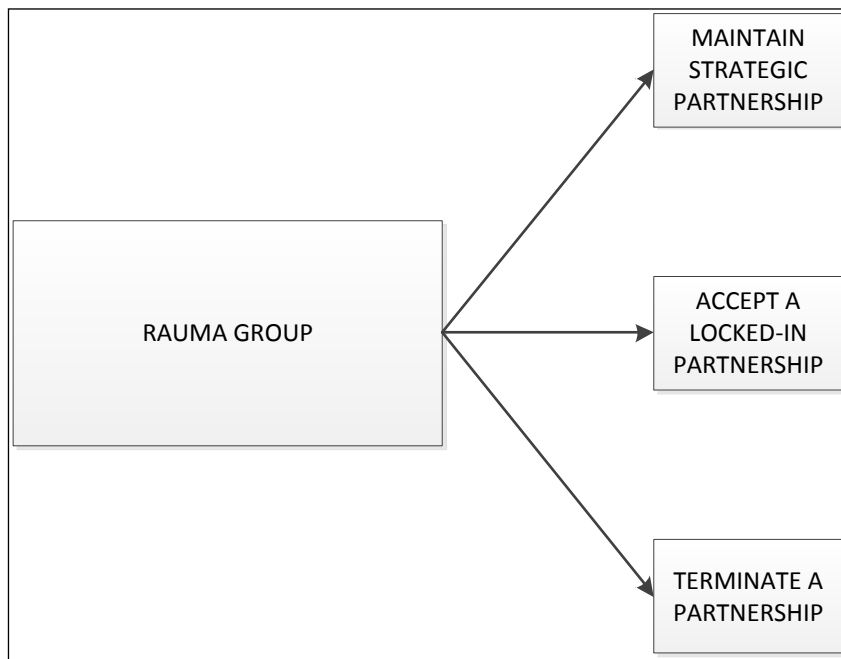 MAINTAIN
STRATEGIC
PARTNERSHIP
RAUMA GROUP
ACCEPT A
LOCKED-IN
PARTNERSHIP
TERMINATE A
PARTNERSHIP